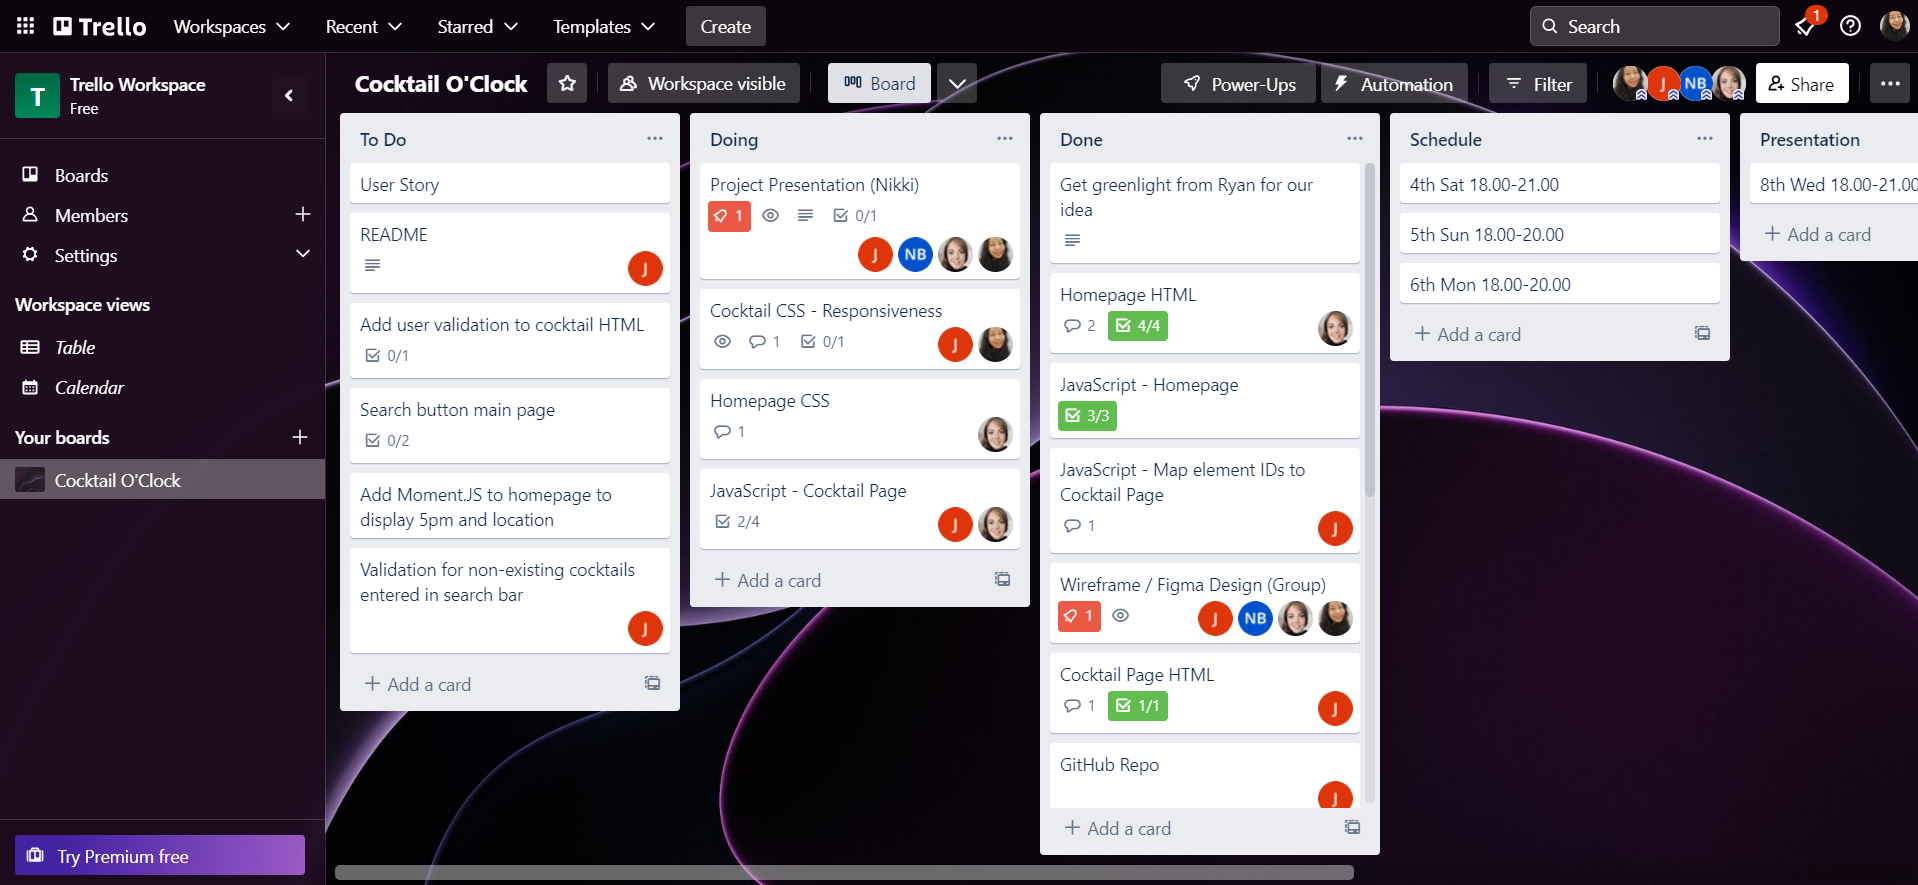 Trello
Workspaces
Recent
Starred
Templates
Create
Search
1
T
Trello Workspace
Free
Boards
Members
Settings
Workspace views
Table
Calendar
Your boards
Cocktail O'Clock
Try Premium free
Cocktail O'Clock
Workspace visible
Board
Power-Ups
Automation
Filter
J
NB
Share
To Do
User Story
README
J
Add user validation to cocktail HTML
0/1
Search button main page
0/2
Add Moment.JS to homepage to
display 5pm and location
Validation for non-existing cocktails
entered in search bar
J
Add a card
Doing
Project Presentation (Nikki)
1
0/1
J
NB
Cocktail CSS - Responsiveness
1
0/1
J
Homepage CSS
1
JavaScript - Cocktail Page
2/4
J
Add a card
Done
Get greenlight from Ryan for our
idea
Homepage HTML
2
4/4
JavaScript - Homepage
3/3
JavaScript - Map element IDs to
Cocktail Page
1
J
Wireframe / Figma Design (Group)
1
J
NB
Cocktail Page HTML
1
1/1
J
GitHub Repo
J
Add a card
Schedule
4th Sat 18.00-21.00
5th Sun 18.00-20.00
6th Mon 18.00-20.00
Add a card
Presentation
8th Wed 18.00-21.00
Add a card